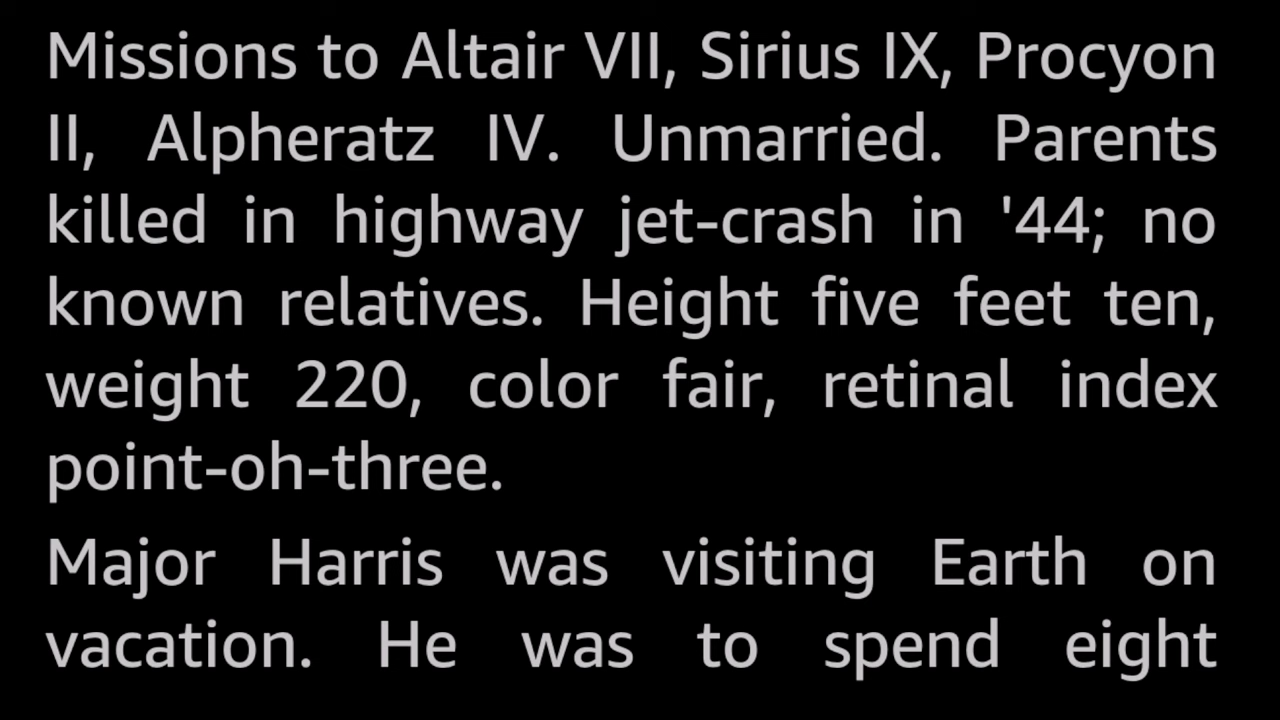 Missions to Altair VII, Sirius IX, Procyon
II, Alpheratz IV. Unmarried. Parents
killed in highway jet-crash in '44; no
known relatives. Height five feet ten,
weight 220, color fair, retinal index
point-oh-three.
Major Harris was visiting Earth on
vacation. He was to spend eight